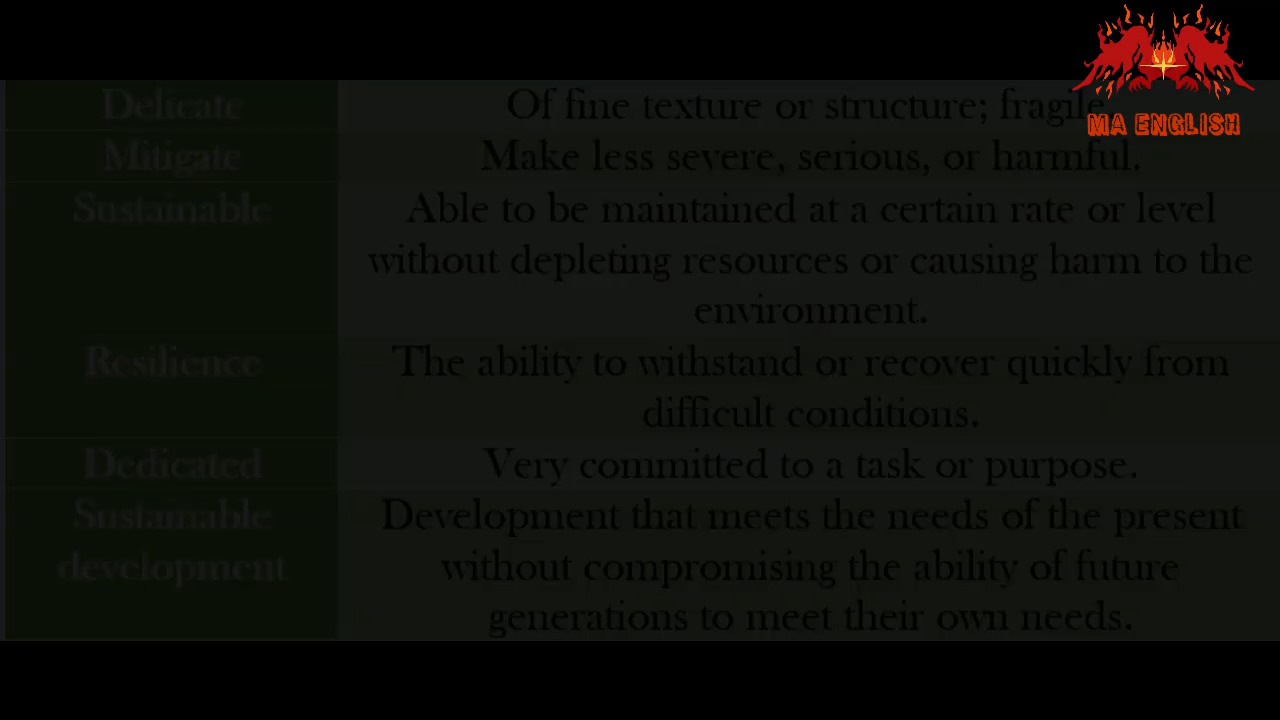 Delicate Of fine texture or structure; fragile.
MA ENGLISH
Mitigate Make less severe, serious, or harmful.
Sustainable Able to be maintained at a certain rate or level
without depleting resources or causing harm to the
environment.
Resilience The ability to withstand or recover quickly from
difficult conditions.
Dedicated Very committed to a task or purpose.
Sustainable Development that meets the needs of the present
development without compromising the ability of future
generations to meet their own needs.